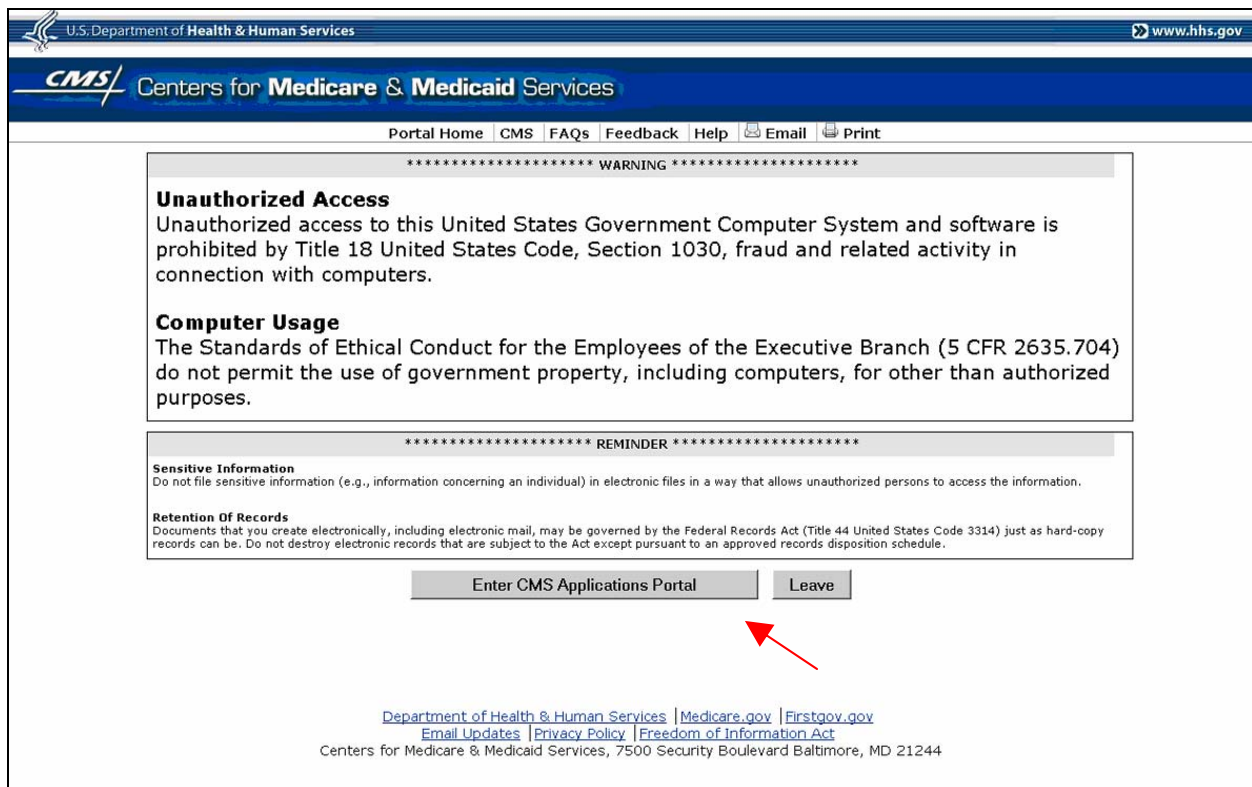 U.S. Department of Health & Human Services
www.hhs.gov
CMS/ Centers for Medicare & Medicaid Services
Portal Home | CMS | FAQs | Feedback | Help | Email | Print
********************* WARNING *********************
Unauthorized Access
Unauthorized access to this United States Government Computer System and software is
prohibited by Title 18 United States Code, Section 1030, fraud and related activity in
connection with computers.
Computer Usage
The Standards of Ethical Conduct for the Employees of the Executive Branch (5 CFR 2635.704)
do not permit the use of government property, including computers, for other than authorized
purposes.
********************* REMINDER *********************
Sensitive Information
Do not file sensitive information (e.g., information concerning an individual) in electronic files in a way that allows unauthorized persons to access the information.
Retention Of Records
Documents that you create electronically, including electronic mail, may be governed by the Federal Records Act (Title 44 United States Code 3314) just as hard-copy
records can be. Do not destroy electronic records that are subject to the Act except pursuant to an approved records disposition schedule.
Enter CMS Applications Portal
Leave
Department of Health & Human Services | Medicare.gov | Firstgov.gov
Email Updates | Privacy Policy | Freedom of Information Act
Centers for Medicare & Medicaid Services, 7500 Security Boulevard Baltimore, MD 21244